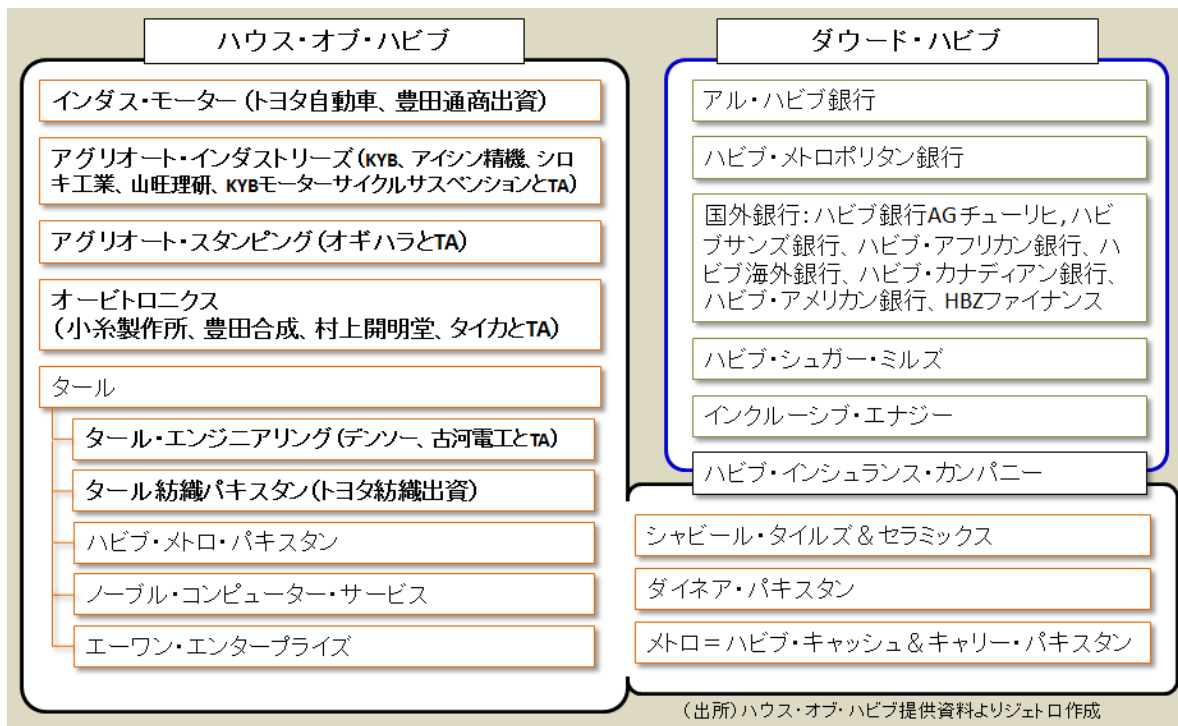 ハウス・オブ・ハビブ
インダス・モーター(トヨタ自動車、豊田通商出資)
アグリオート・インダストリーズ(KYB、アイシン精機、シロ
キ工業、山旺理研、KYBモーターサイクルサスペンションとTA)
アグリオート・スタンピング(オギハラとTA)
オービトロニクス
(小糸製作所、豊田合成、村上開明堂、タイカとTA)
タール
タール・エンジニアリング(デンソー、古河電工とTA)
タール紡織パキスタン(トヨタ紡織出資)
ハビブ・メトロ・パキスタン
ノーブル・コンピューター・サービス
エーワン・エンタープライズ
ダウード・ハビブ
アル・ハビブ銀行
ハビブ・メトロポリタン銀行
国外銀行:ハビブ銀行AGチューリヒ,ハビ
ブサンズ銀行、ハビブ・アフリカン銀行、ハ
ビブ海外銀行、ハビブ・カナディアン銀行、
ハビブ・アメリカン銀行、HBZファイナンス
ハビブ・シュガー・ミルズ
インクルーシブ・エナジー
ハビブ・インシュランス・カンパニー
シャビール・タイルズ&セラミックス
ダイネア・パキスタン
メトロ=ハビブ・キャッシュ&キャリー・パキスタン
(出所)ハウス・オブ・ハビブ提供資料よりジェトロ作成